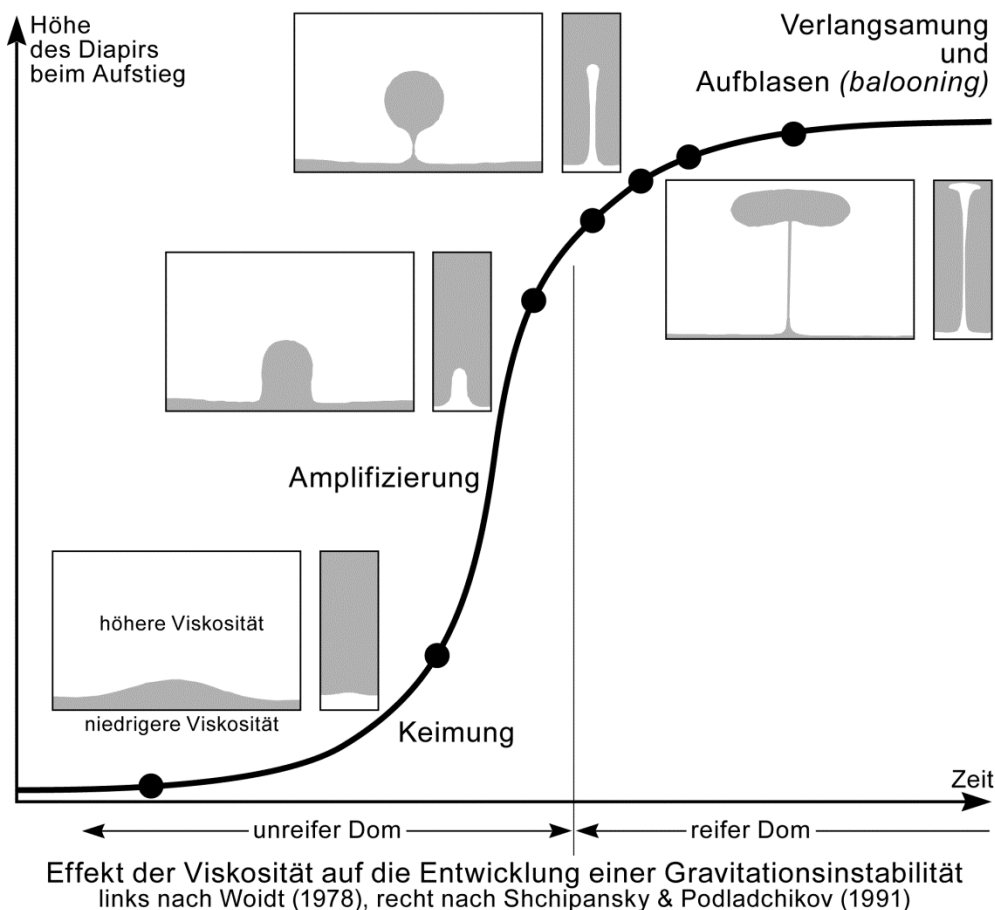 Höhe
des Diapirs
beim Aufstieg
Verlangsamung
und
Aufblasen (balooning)
Amplifizierung
höhere Viskosität
niedrigere Viskosität
Keimung
Zeit
unreifer Dom
reifer Dom
Effekt der Viskosität auf die Entwicklung einer Gravitationsinstabilität
links nach Woidt (1978), recht nach Shchipansky & Podladchikov (1991)